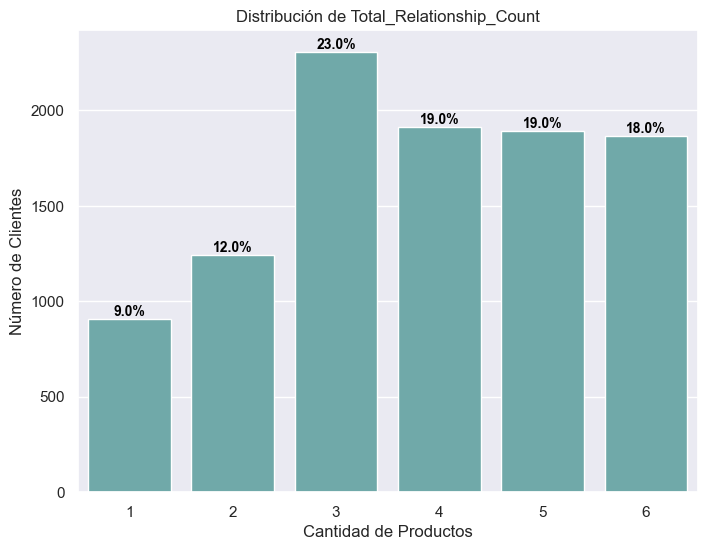 Distribución de Total_Relationship_Count
23.0%
19.0%
19.0%
18.0%
12.0%
9.0%
2000
1500
1000
500
0
Número de Clientes
1 2 3 4 5 6
Cantidad de Productos